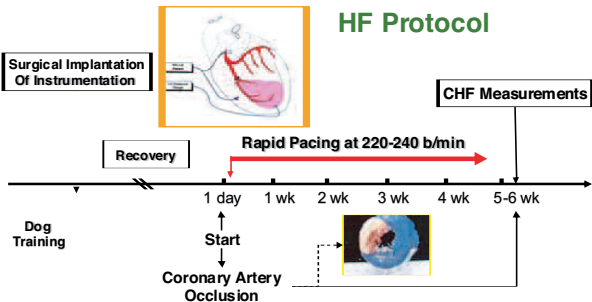 HF Protocol
Surgical Implantation
Of Instrumentation
CHF Measurements
Rapid Pacing at 220-240 b/min
Recovery
1 day
1 wk
2 wk
3 wk
4 wk
5-6 wk
Dog
Training
Start
Coronary Artery
Occlusion